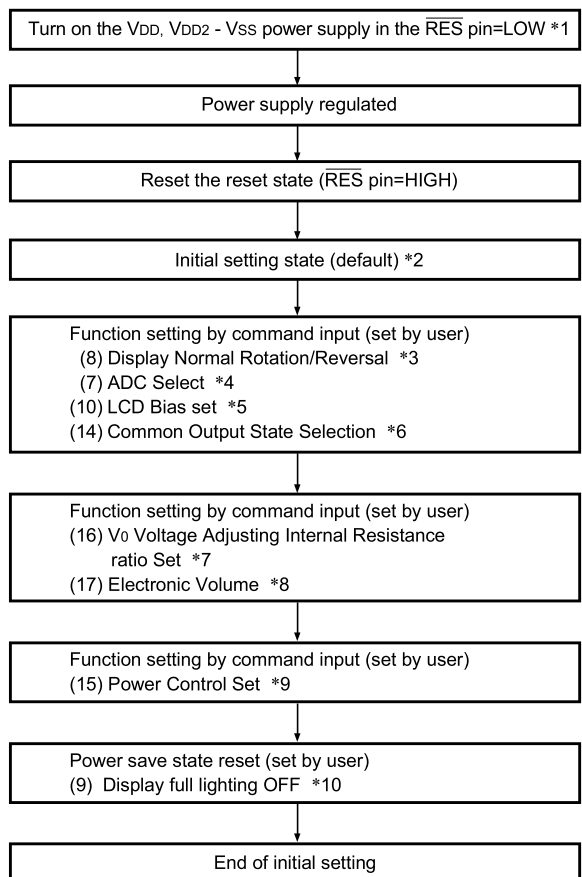 Turn on the VDD, VDD2 - VSS power supply in the R̅E̅S̅ pin=LOW *1
Power supply regulated
Reset the reset state (R̅E̅S̅ pin=HIGH)
Initial setting state (default) *2
Function setting by command input (set by user)
(8) Display Normal Rotation/Reversal *3
(7) ADC Select *4
(10) LCD Bias set *5
(14) Common Output State Selection *6
Function setting by command input (set by user)
(16) V0 Voltage Adjusting Internal Resistance
ratio Set *7
(17) Electronic Volume *8
Function setting by command input (set by user)
(15) Power Control Set *9
Power save state reset (set by user)
(9) Display full lighting OFF *10
End of initial setting